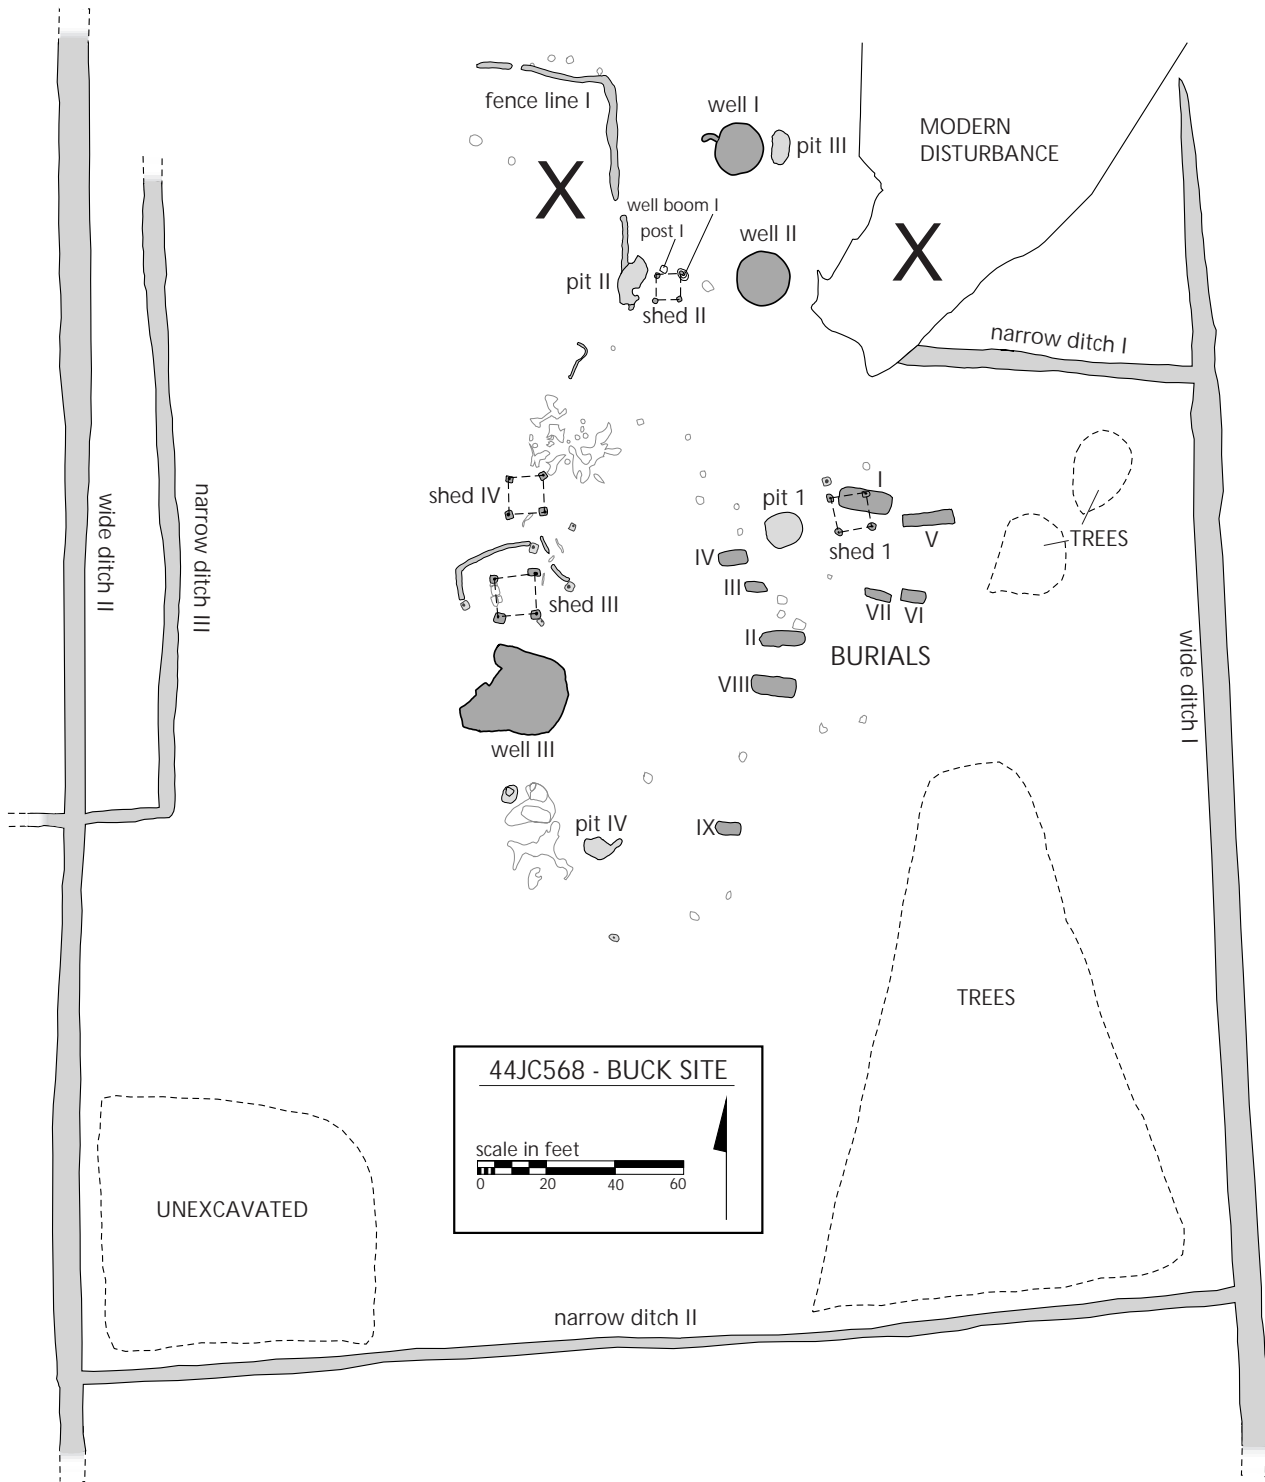 fence line I
well I
pit III
MODERN
DISTURBANCE
X
well boom I
post I
well II
X
pit II
shed II
narrow ditch I
shed IV
wide ditch II
narrow ditch III
pit 1
I
shed 1
V
TREES
IV
III
VII
VI
shed III
II
BURIALS
VIII
wide ditch I
well III
pit IV
IX
TREES
44JC568 - BUCK SITE
scale in feet
0 20 40 60
UNEXCAVATED
narrow ditch II